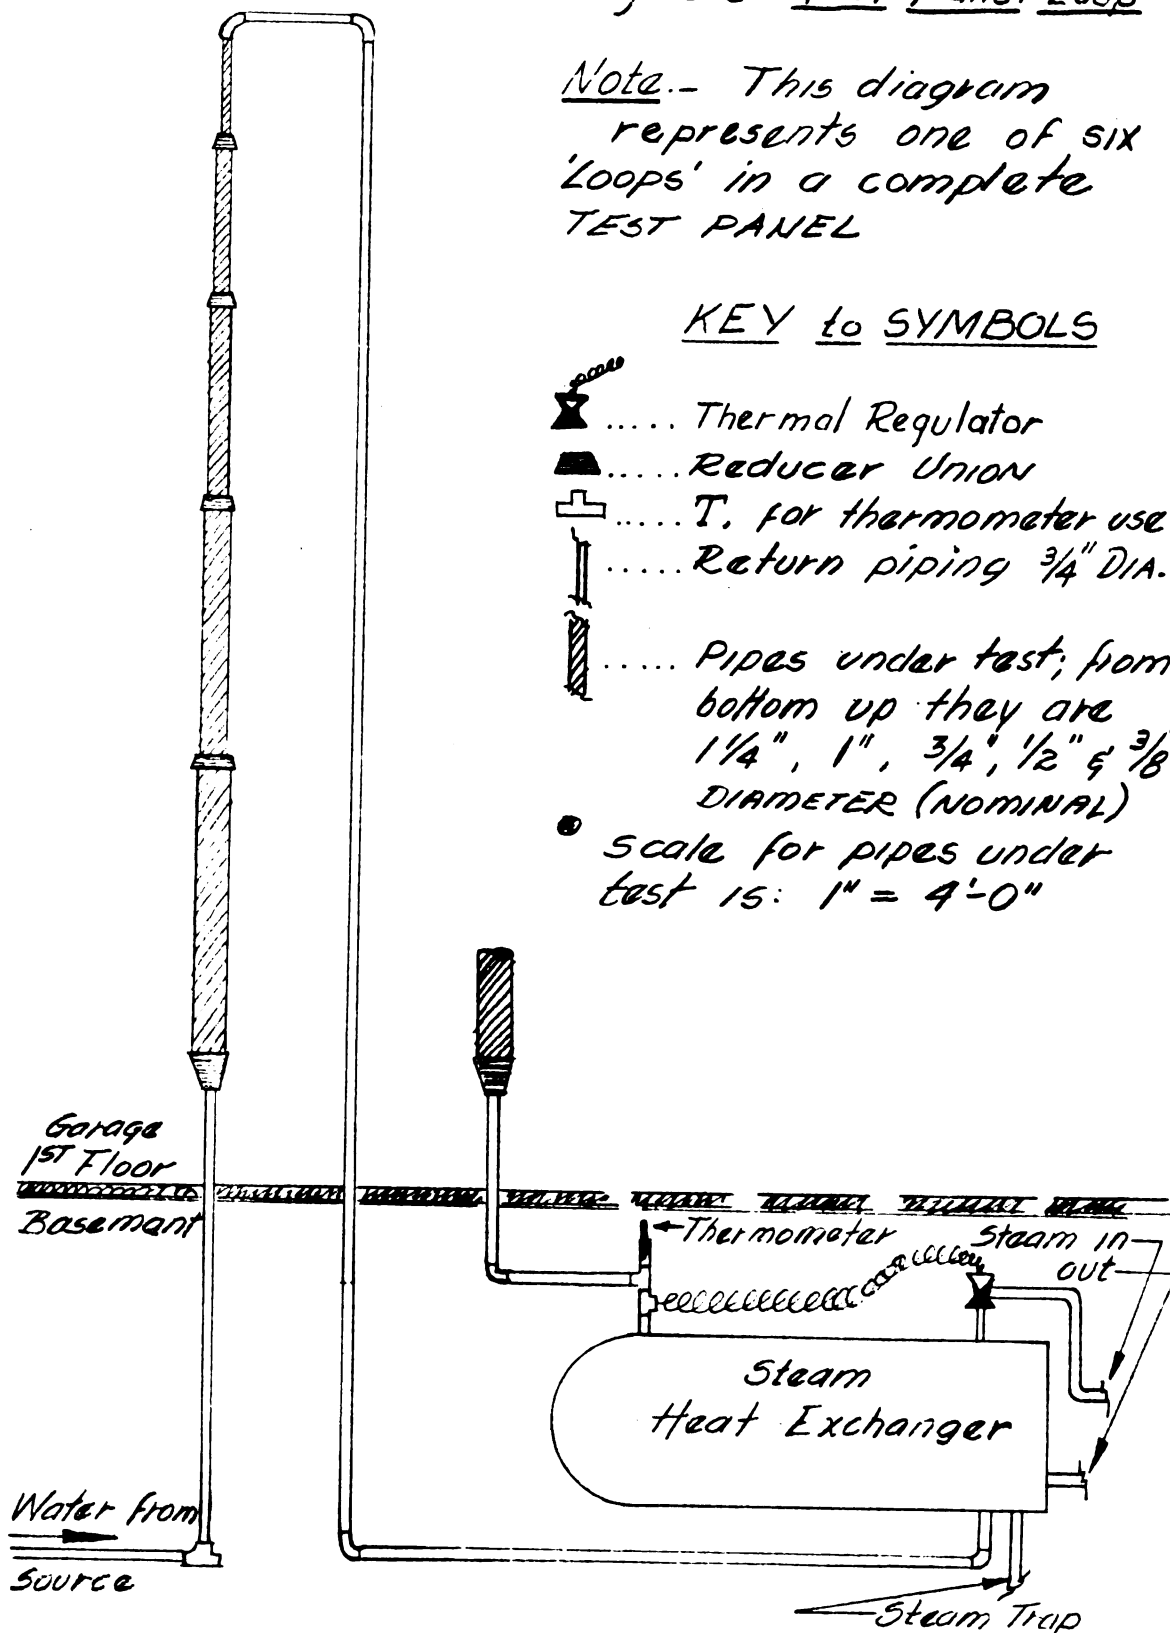 Panel Loop
Note.- This diagram
represents one of six
'Loops' in a complete
TEST PANEL
KEY to SYMBOLS
..... Thermal Regulator
..... Reducer Union
..... T. for thermometer use
..... Return piping 3/4" DIA.
..... Pipes under test; from
bottom up they are
1 1/4", 1", 3/4", 1/2" & 3/8
DIAMETER (NOMINAL)
Scale for pipes under
test is: 1" = 4'-0"
Garage
1ST Floor
Basemant
Thermometer
Steam in
out
Steam
Heat Exchanger
Water from
Source
Steam Trap